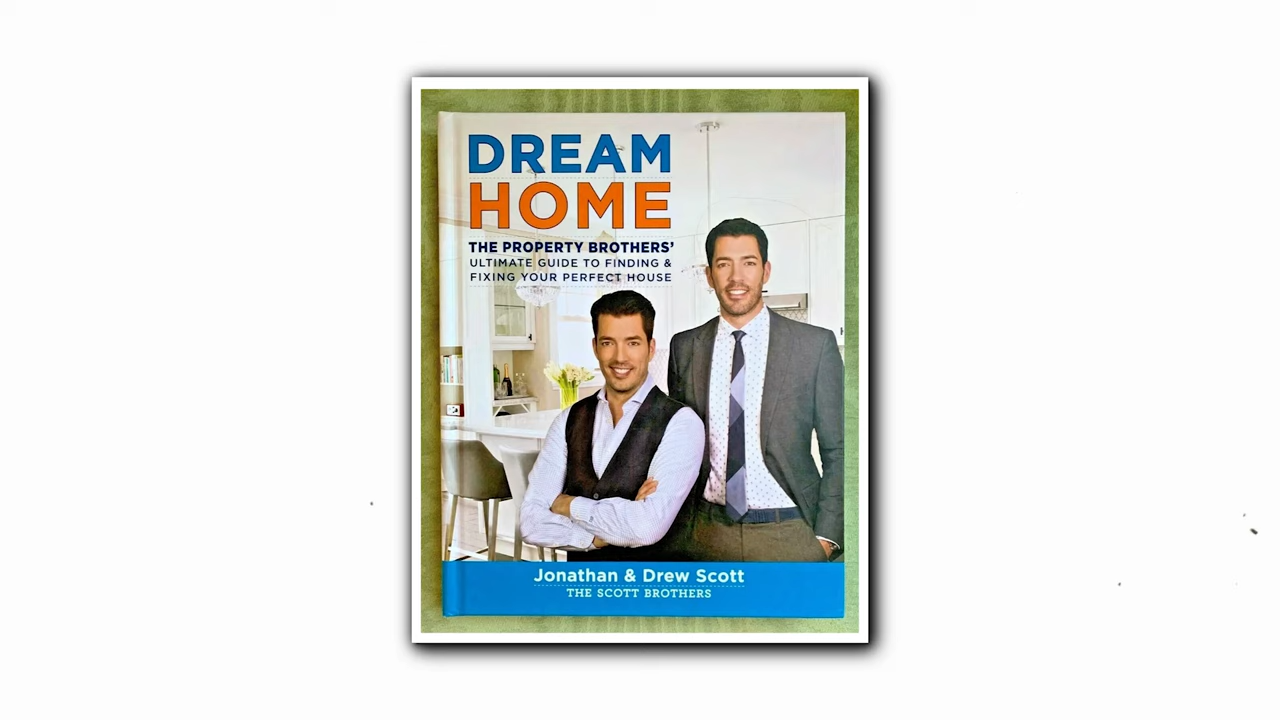 DREAM
HOME
THE PROPERTY BROTHERS'
ULTIMATE GUIDE TO FINDING &
FIXING YOUR PERFECT HOUSE
Jonathan & Drew Scott
THE SCOTT BROTHERS